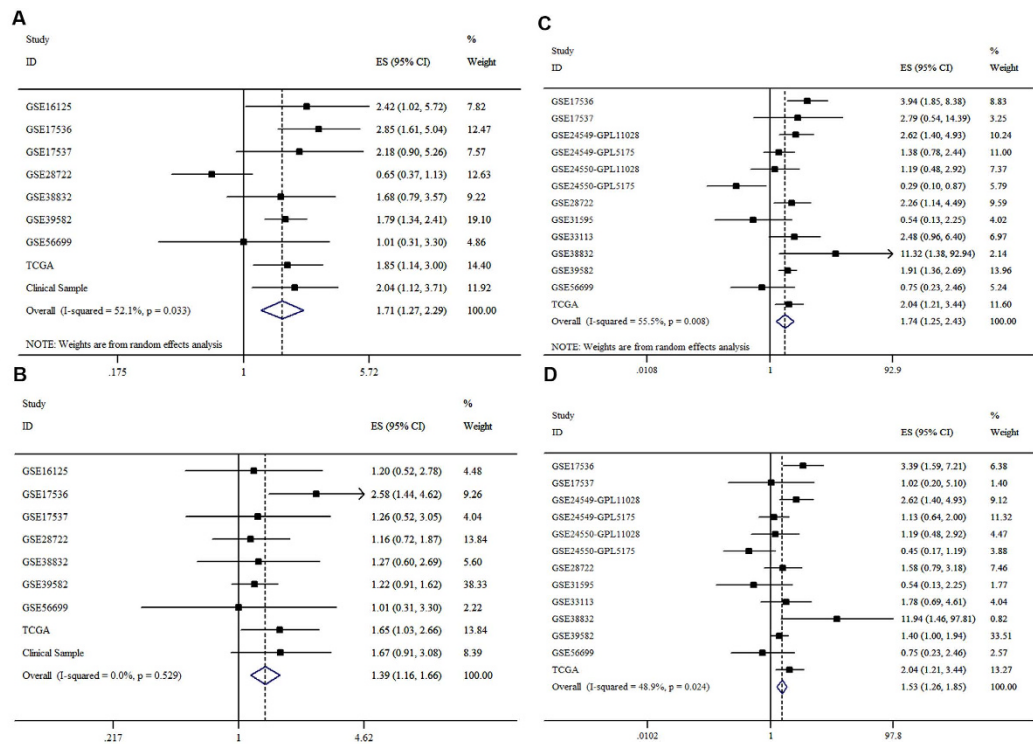 A
Study
%
ID
ES (95% CI)
Weight
GSE16125
2.42 (1.02, 5.72)
7.82
GSE17536
2.85 (1.61, 5.04)
12.47
GSE17537
2.18 (0.90, 5.26)
7.57
GSE28722
0.65 (0.37, 1.13)
12.63
GSE38832
1.68 (0.79, 3.57)
9.22
GSE39582
1.79 (1.34, 2.41)
19.10
GSE56699
1.01 (0.31, 3.30)
4.86
TCGA
1.85 (1.14, 3.00)
14.40
Clinical Sample
2.04 (1.12, 3.71)
11.92
Overall (I-squared = 52.1%, p = 0.033)
1.71 (1.27, 2.29)
100.00
NOTE: Weights are from random effects analysis
.175
1
5.72
B
Study
%
ID
ES (95% CI)
Weight
GSE16125
1.20 (0.52, 2.78)
4.48
GSE17536
2.58 (1.44, 4.62)
9.26
GSE17537
1.26 (0.52, 3.05)
4.04
GSE28722
1.16 (0.72, 1.87)
13.84
GSE38832
1.27 (0.60, 2.69)
5.60
GSE39582
1.22 (0.91, 1.62)
38.33
GSE56699
1.01 (0.31, 3.30)
2.22
TCGA
1.65 (1.03, 2.66)
13.84
Clinical Sample
1.67 (0.91, 3.08)
8.39
Overall (I-squared = 0.0%, p = 0.529)
1.39 (1.16, 1.66)
100.00
.217
1
4.62
C
Study
%
ID
ES (95% CI)
Weight
GSE17536
3.94 (1.85, 8.38)
8.83
GSE17537
2.79 (0.54, 14.39)
3.25
GSE24549-GPL11028
2.62 (1.40, 4.93)
10.24
GSE24549-GPL5175
1.38 (0.78, 2.44)
11.00
GSE24550-GPL11028
1.19 (0.48, 2.92)
7.37
GSE24550-GPL5175
0.29 (0.10, 0.87)
5.79
GSE28722
2.26 (1.14, 4.49)
9.59
GSE31595
0.54 (0.13, 2.25)
4.02
GSE33113
2.48 (0.96, 6.40)
6.97
GSE38832
11.32 (1.38, 92.94)
2.14
GSE39582
1.91 (1.36, 2.69)
13.96
GSE56699
0.75 (0.23, 2.46)
5.24
TCGA
2.04 (1.21, 3.44)
11.60
Overall (I-squared = 55.5%, p = 0.008)
1.74 (1.25, 2.43)
100.00
NOTE: Weights are from random effects analysis
.0108
1
92.9
D
Study
%
ID
ES (95% CI)
Weight
GSE17536
3.39 (1.59, 7.21)
6.38
GSE17537
1.02 (0.20, 5.10)
1.40
GSE24549-GPL11028
2.62 (1.40, 4.93)
9.12
GSE24549-GPL5175
1.13 (0.64, 2.00)
11.32
GSE24550-GPL11028
1.19 (0.48, 2.92)
4.47
GSE24550-GPL5175
0.45 (0.17, 1.19)
3.88
GSE28722
1.58 (0.79, 3.18)
7.46
GSE31595
0.54 (0.13, 2.25)
1.77
GSE33113
1.78 (0.69, 4.61)
4.04
GSE38832
11.94 (1.46, 97.81)
0.82
GSE39582
1.40 (1.00, 1.94)
33.51
GSE56699
0.75 (0.23, 2.46)
2.57
TCGA
2.04 (1.21, 3.44)
13.27
Overall (I-squared = 48.9%, p = 0.024)
1.53 (1.26, 1.85)
100.00
.0102
1
97.8